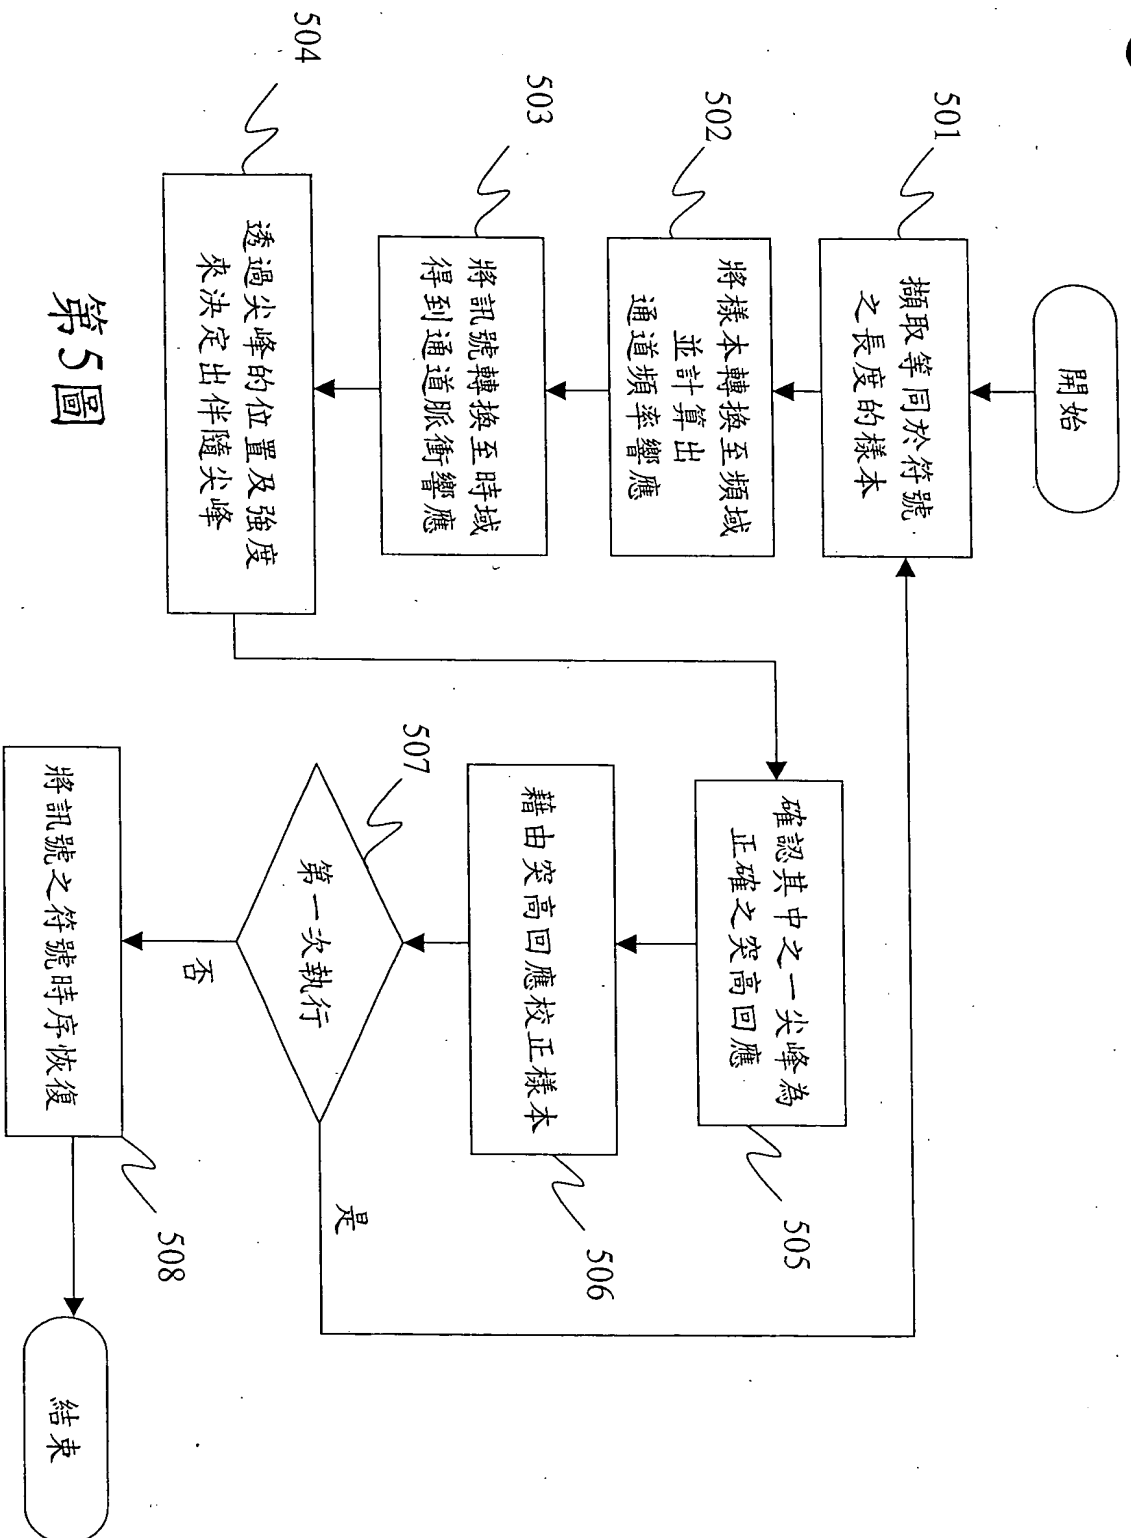 開始
501
擷取等同於符號
之長度的樣本
502
將樣本轉換至頻域
並計算出
通道頻率響應
503
將訊號轉換至時域
得到通道脈衝響應
504
透過尖峰的位置及強度
來決定出伴隨尖峰
確認其中之一尖峰為
正確之突高回應
505
藉由突高回應校正樣本
506
507
第一次執行
是
否
將訊號之符號時序恢復
508
結束
第5圖